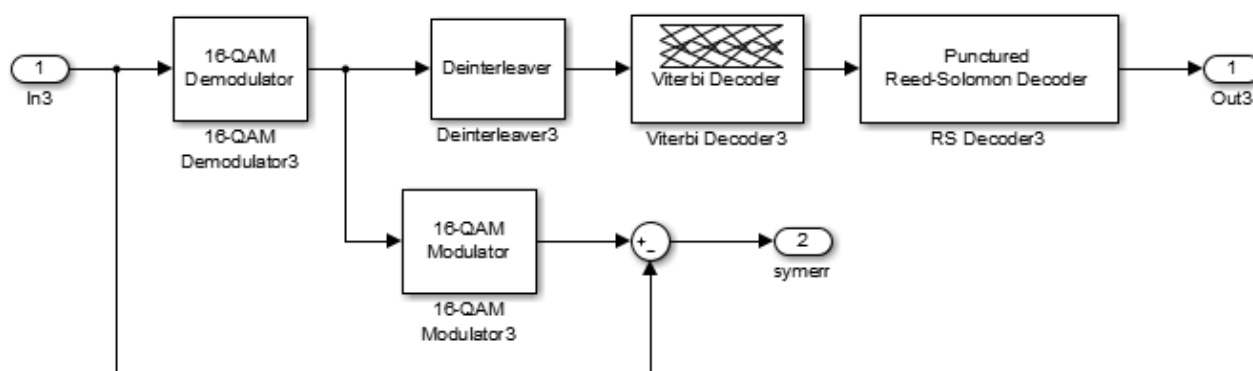 1
In3
16-QAM
Demodulator
16-QAM
Demodulator3
Deinterleaver
Deinterleaver3
Viterbi Decoder
Viterbi Decoder3
Punctured
Reed-Solomon Decoder
RS Decoder3
1
Out3
16-QAM
Modulator
16-QAM
Modulator3
+
−
2
symerr